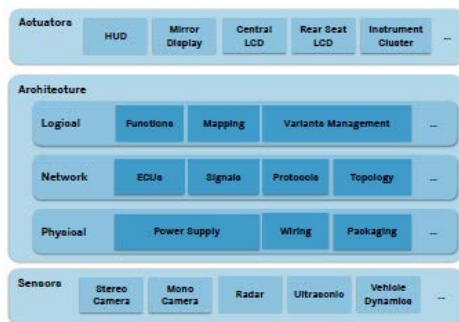 Actuators
HUD
Mirror
Display
Central
LCD
Rear Seat
LCD
Instrument
Cluster
...
Architecture
Logical
Functions
Mapping
Variants Management
...
Network
ECUs
Signals
Protocols
Topology
...
Physical
Power Supply
Wiring
Packaging
...
Sensors
Stereo
Camera
Mono
Camera
Radar
Ultrasonic
Vehicle
Dynamics
...